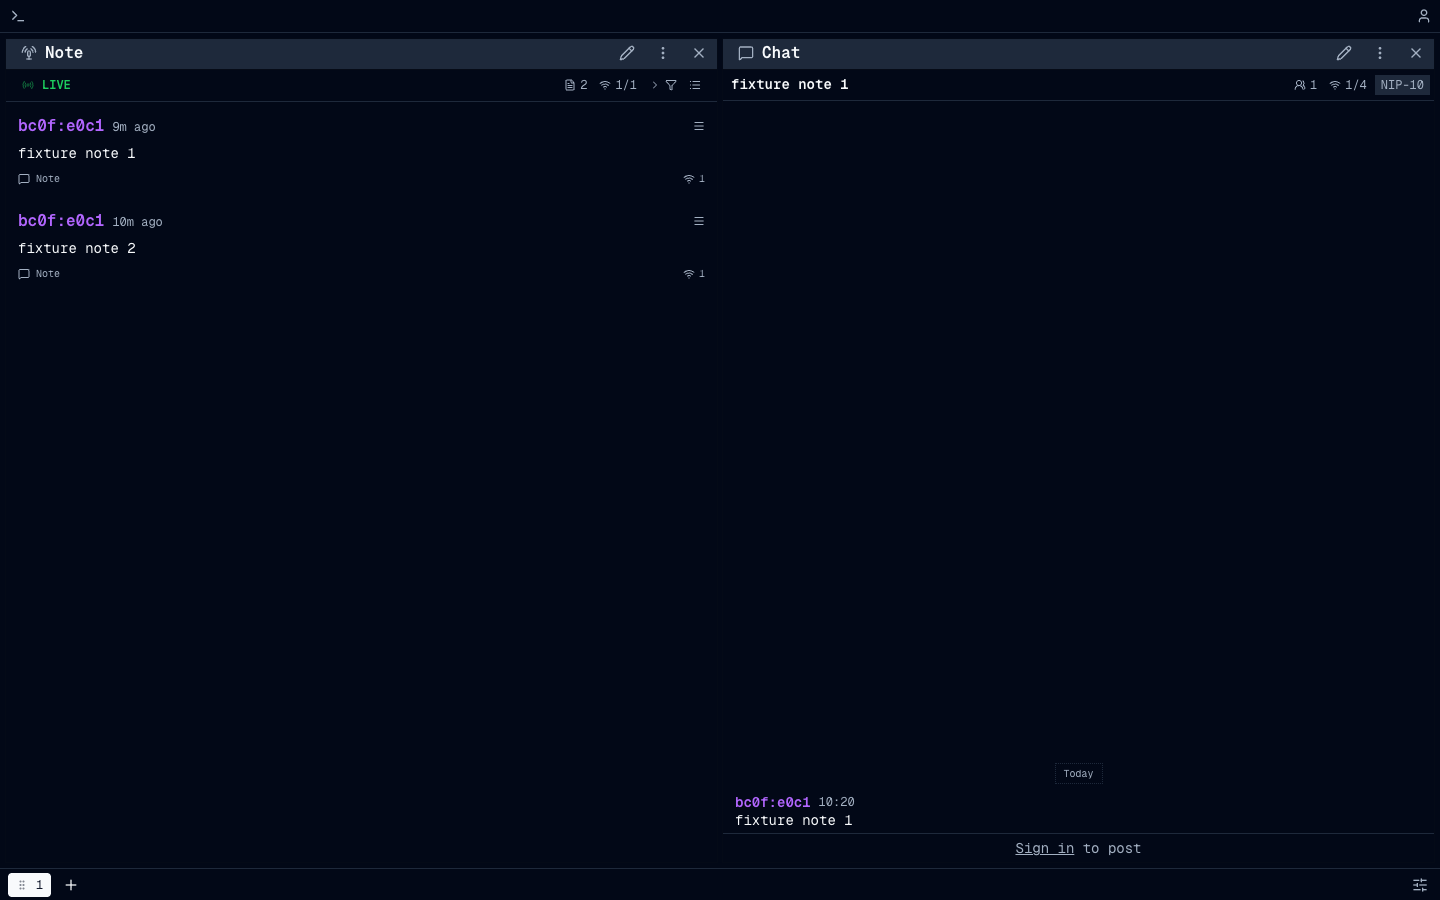 Note
LIVE
2 1/1
bc0f:e0c1 9m ago
fixture note 1
Note
1
bc0f:e0c1 10m ago
fixture note 2
Note
1
Chat
fixture note 1
1 1/4 NIP-10
Today
bc0f:e0c1 10:20
fixture note 1
Sign in to post
1